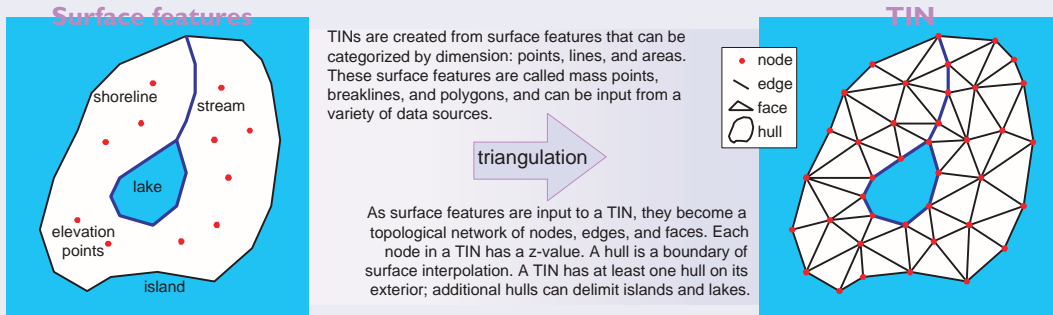 Surface features
shoreline
stream
lake
elevation
points
island
TINs are created from surface features that can be
categorized by dimension: points, lines, and areas.
These surface features are called mass points,
breaklines, and polygons, and can be input from a
variety of data sources.
triangulation
As surface features are input to a TIN, they become a
topological network of nodes, edges, and faces. Each
node in a TIN has a z-value. A hull is a boundary of
surface interpolation. A TIN has at least one hull on its
exterior; additional hulls can delimit islands and lakes.
TIN
node
edge
face
hull